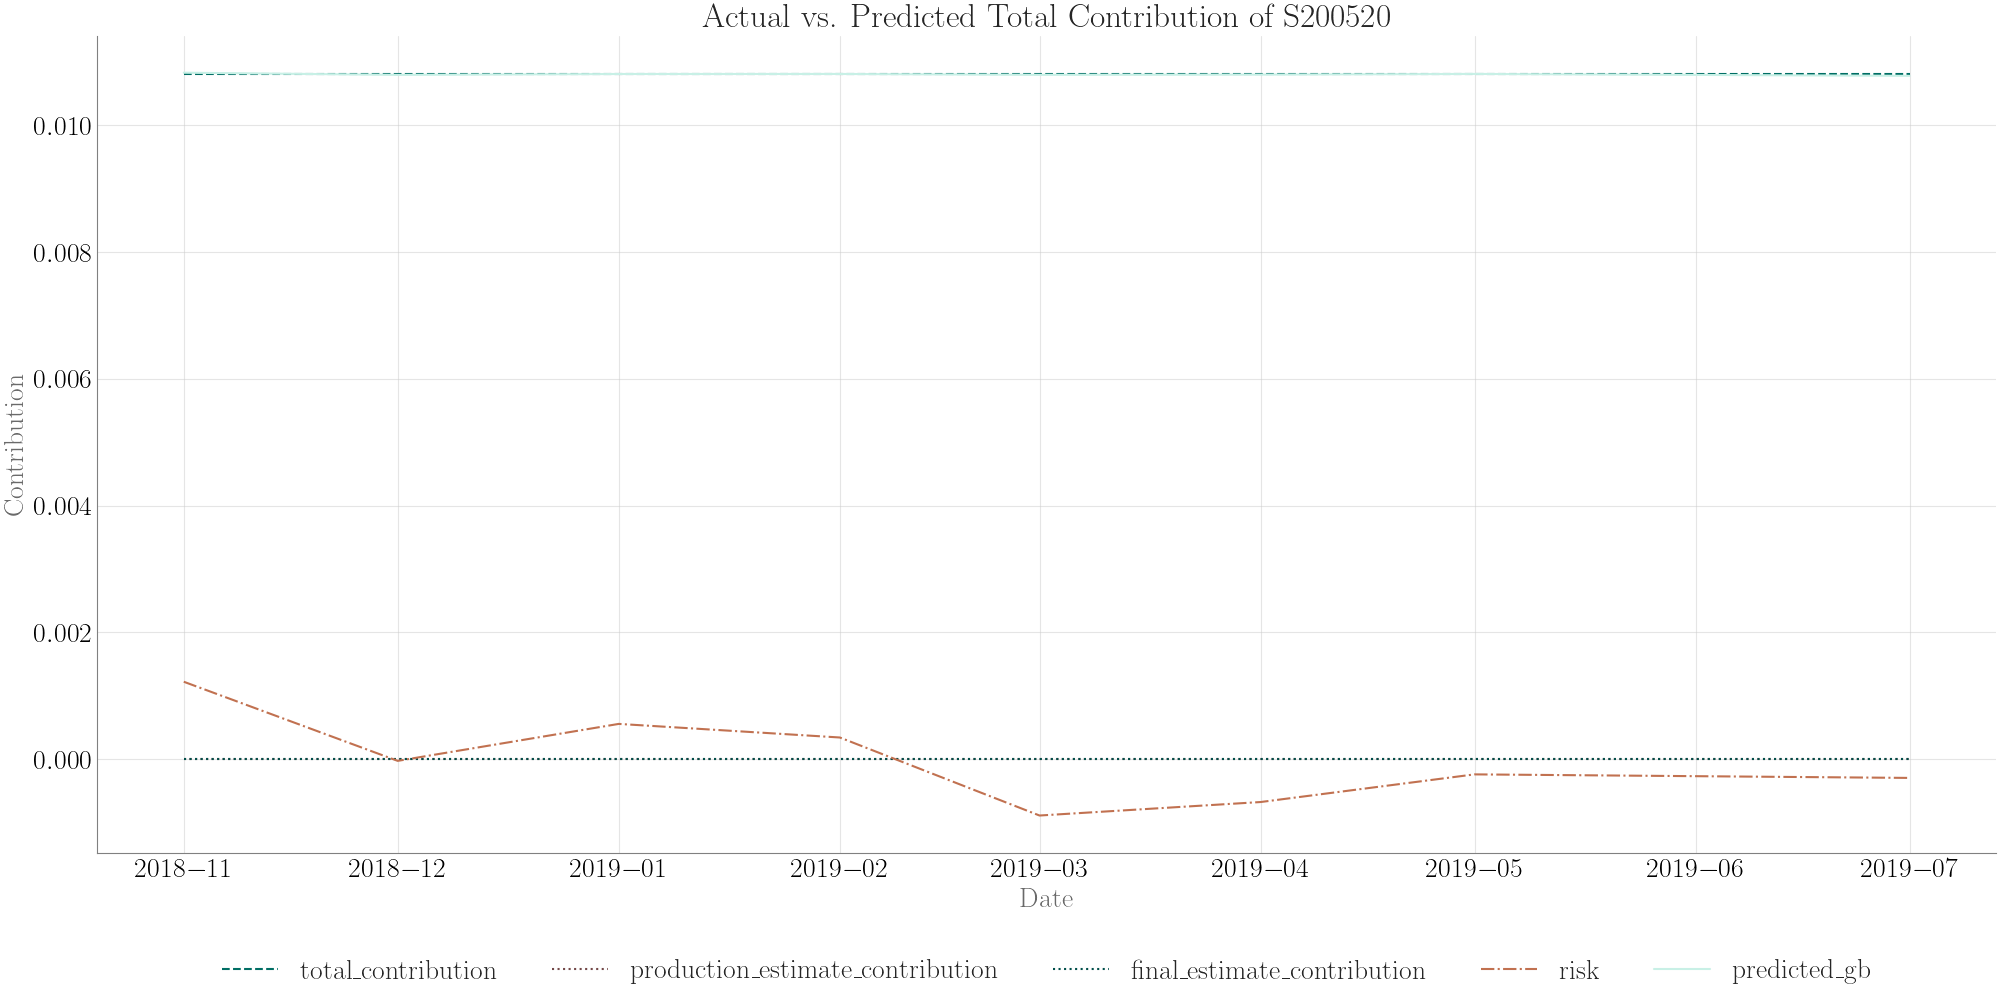 Actual vs. Predicted Total Contribution of S200520
Contribution
0.010
0.008
0.006
0.004
0.002
0.000
2018−11 2018−12 2019−01 2019−02 2019−03 2019−04 2019−05 2019−06 2019−07
Date
total_contribution production_estimate_contribution final_estimate_contribution risk predicted_gb